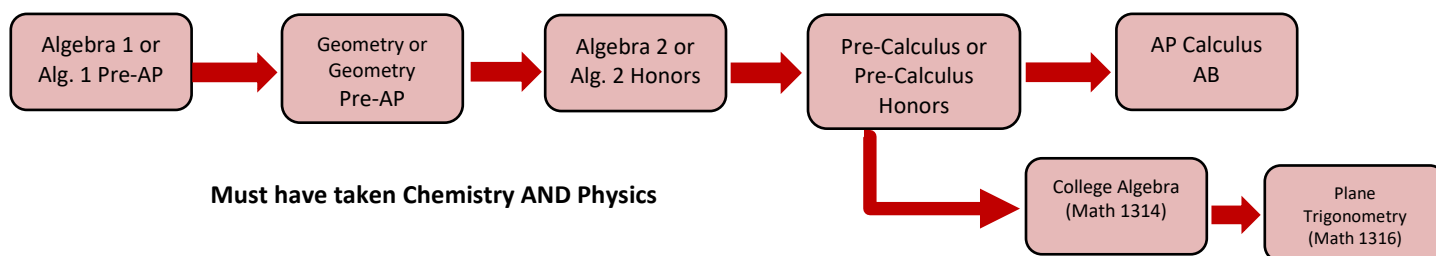 Algebra 1 or
Alg. 1 Pre-AP
Geometry or
Geometry
Pre-AP
Algebra 2 or
Alg. 2 Honors
Pre-Calculus or
Pre-Calculus
Honors
AP Calculus
AB
Must have taken Chemistry AND Physics
College Algebra
(Math 1314)
Plane
Trigonometry
(Math 1316)